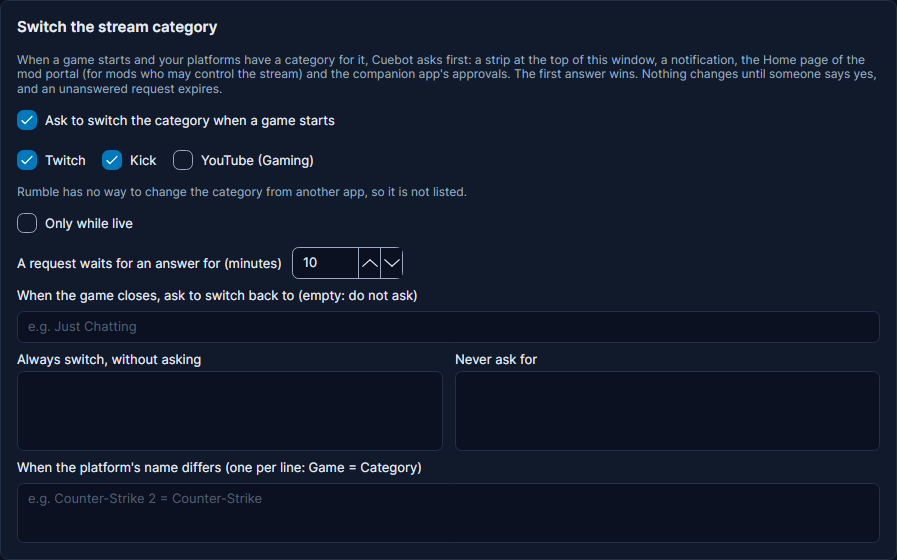 Switch the stream category
When a game starts and your platforms have a category for it, Cuebot asks first: a strip at the top of this window, a notification, the Home page of the
mod portal (for mods who may control the stream) and the companion app's approvals. The first answer wins. Nothing changes until someone says yes,
and an unanswered request expires.
Ask to switch the category when a game starts
Twitch Kick YouTube (Gaming)
Rumble has no way to change the category from another app, so it is not listed.
Only while live
A request waits for an answer for (minutes) 10
When the game closes, ask to switch back to (empty: do not ask)
e.g. Just Chatting
Always switch, without asking Never ask for
When the platform's name differs (one per line: Game = Category)
e.g. Counter-Strike 2 = Counter-Strike